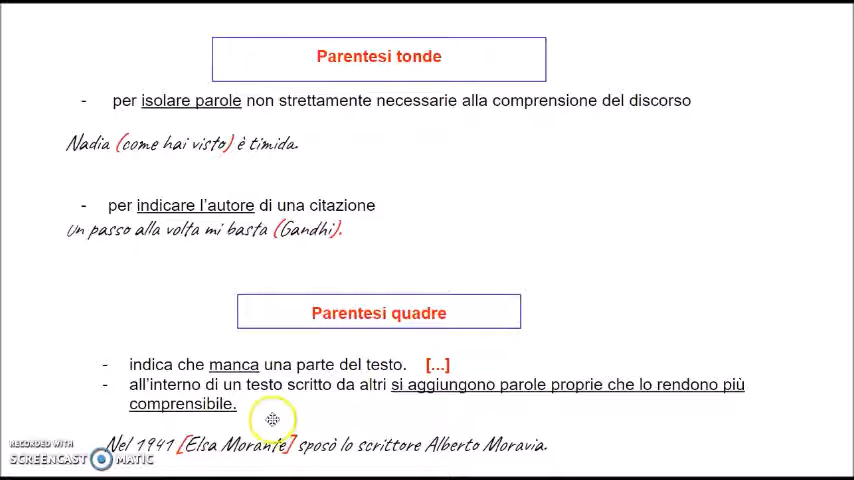 Parentesi tonde
- per isolare parole non strettamente necessarie alla comprensione del discorso
Nadia (come hai visto) è timida.
- per indicare l'autore di una citazione
Un passo alla volta mi basta (Gandhi).
Parentesi quadre
- indica che manca una parte del testo. [...]
- all'interno di un testo scritto da altri si aggiungono parole proprie che lo rendono più
comprensibile.
Nel 1941 [Elsa Morante] sposò lo scrittore Alberto Moravia.
RECORDED WITH
SCREENCAST MATIC